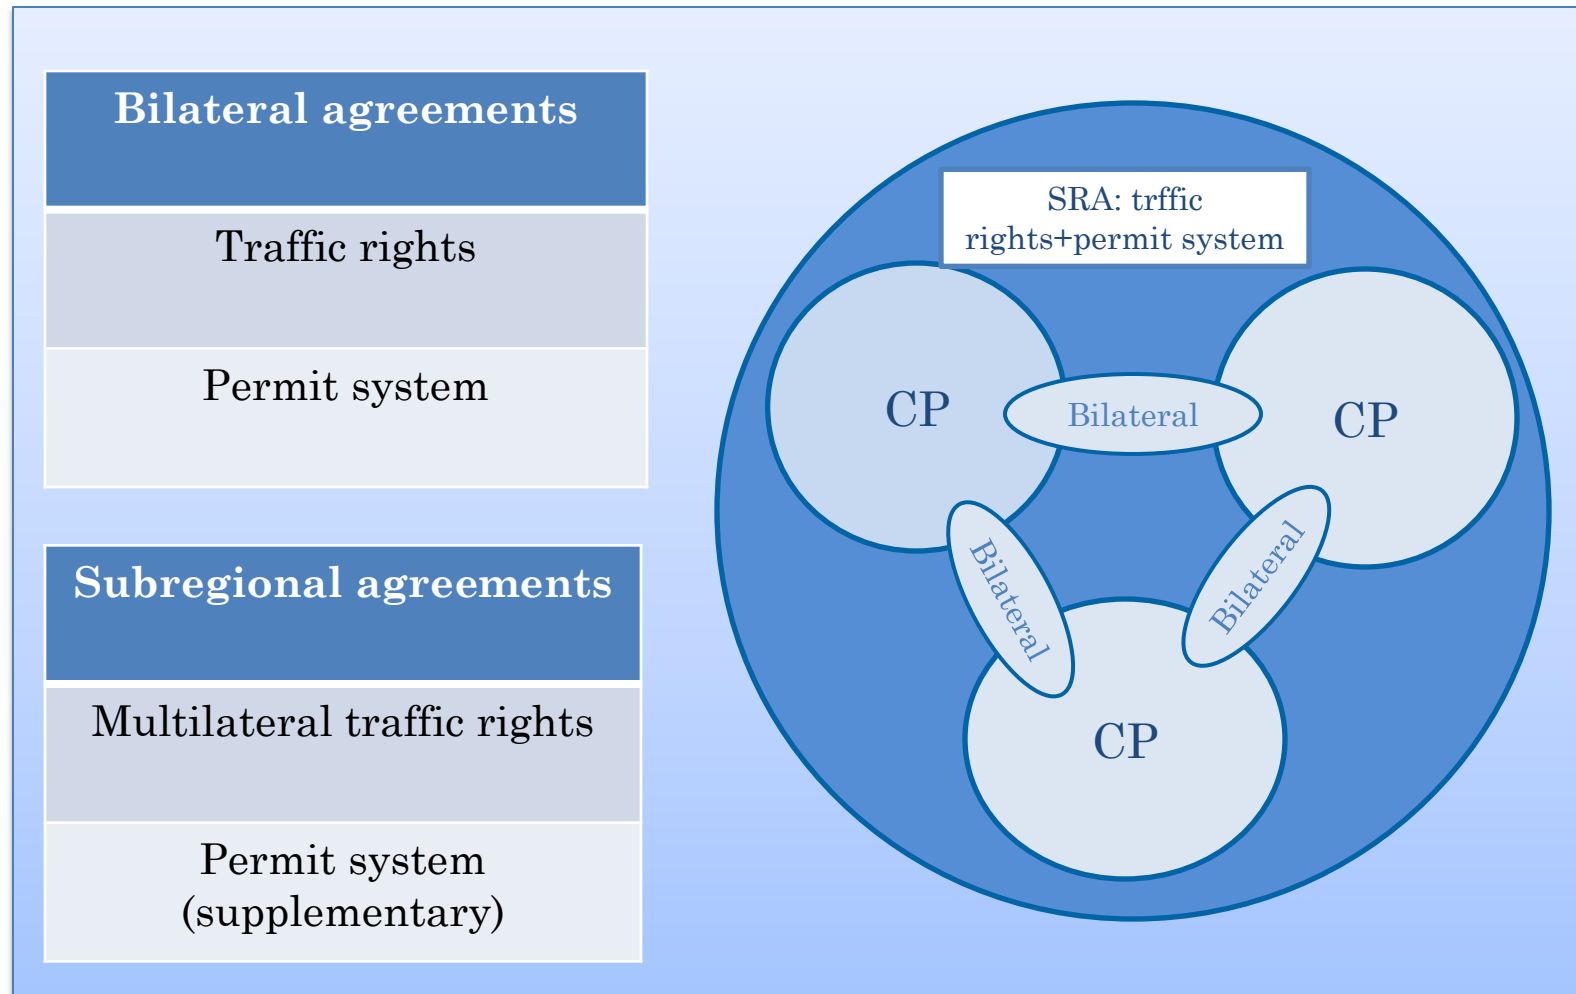 Bilateral agreements
Traffic rights
Permit system
Subregional agreements
Multilateral traffic rights
Permit system
(supplementary)
SRA: trffic
rights+permit system
CP
Bilateral
CP
Bilateral
Bilateral
CP